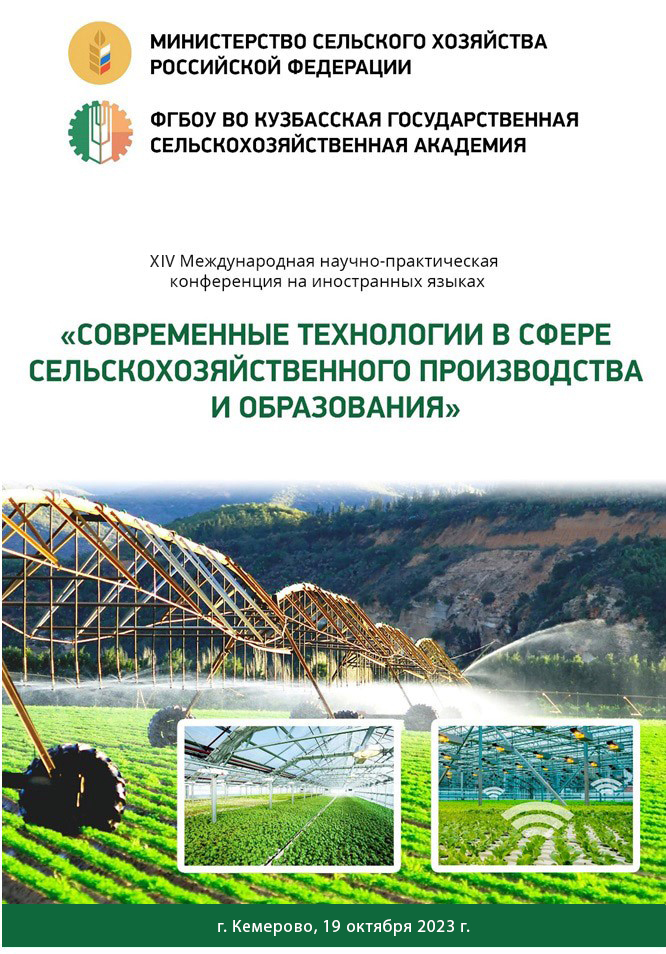 МИНИСТЕРСТВО СЕЛЬСКОГО ХОЗЯЙСТВА
РОССИЙСКОЙ ФЕДЕРАЦИИ
ФГБОУ ВО КУЗБАССКАЯ ГОСУДАРСТВЕННАЯ
СЕЛЬСКОХОЗЯЙСТВЕННАЯ АКАДЕМИЯ
XIV Международная научно-практическая
конференция на иностранных языках
«СОВРЕМЕННЫЕ ТЕХНОЛОГИИ В СФЕРЕ
СЕЛЬСКОХОЗЯЙСТВЕННОГО ПРОИЗВОДСТВА
И ОБРАЗОВАНИЯ»
г. Кемерово, 19 октября 2023 г.